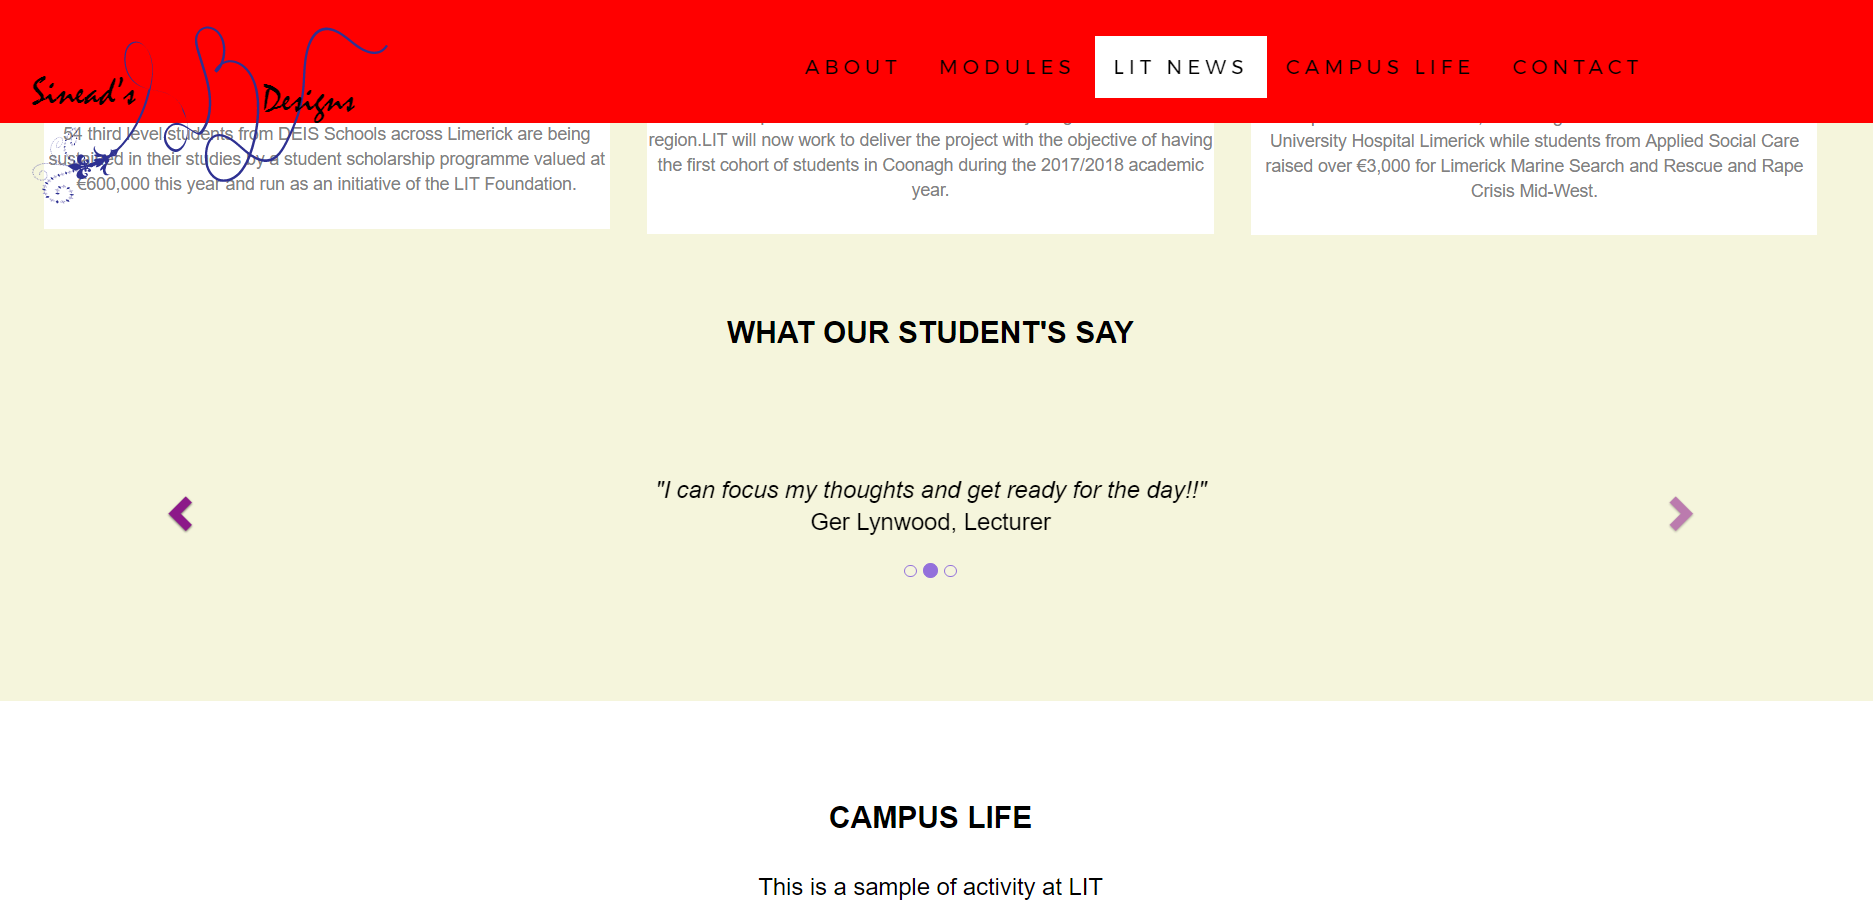 Sinead's
Designs
ABOUT MODULES LIT NEWS CAMPUS LIFE CONTACT
54 third level students from DEIS Schools across Limerick are being
sustained in their studies by a student scholarship programme valued at
€600,000 this year and run as an initiative of the LIT Foundation.
region.LIT will now work to deliver the project with the objective of having
the first cohort of students in Coonagh during the 2017/2018 academic
year.
University Hospital Limerick while students from Applied Social Care
raised over €3,000 for Limerick Marine Search and Rescue and Rape
Crisis Mid-West.
WHAT OUR STUDENT'S SAY
"I can focus my thoughts and get ready for the day!!"
Ger Lynwood, Lecturer
CAMPUS LIFE
This is a sample of activity at LIT